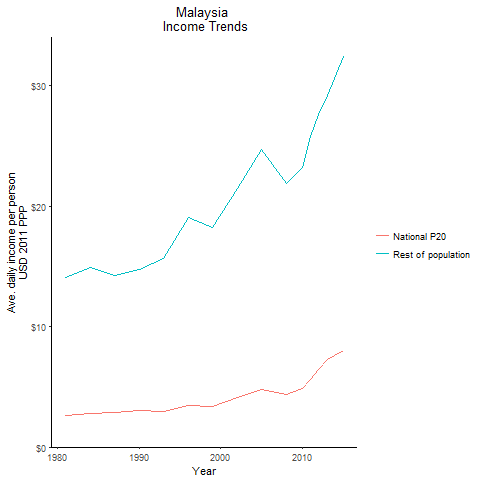 Malaysia
Income Trends
Ave. daily income per person
USD 2011 PPP
$30
$20
$10
$0
1980
1990
2000
2010
Year
National P20
Rest of population